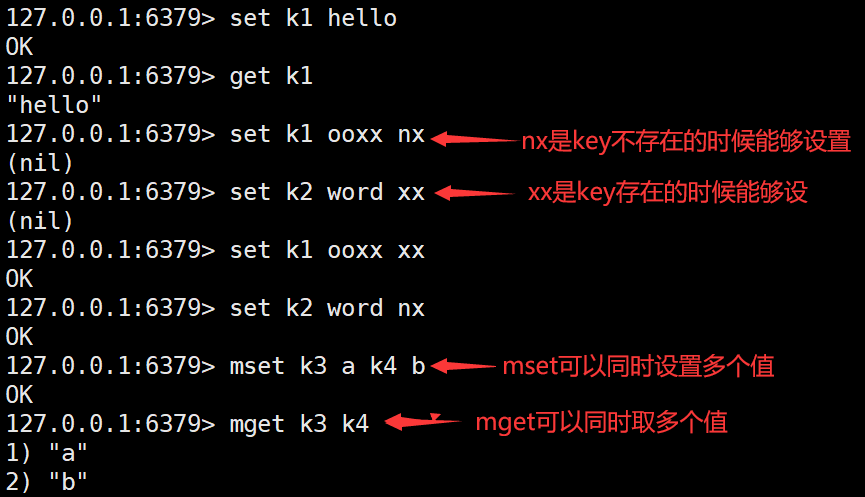 127.0.0.1:6379> set k1 hello
OK
127.0.0.1:6379> get k1
"hello"
127.0.0.1:6379> set k1 ooxx nx nx是key不存在的时候能够设置
(nil)
127.0.0.1:6379> set k2 word xx xx是key存在的时候能够设
(nil)
127.0.0.1:6379> set k1 ooxx xx
OK
127.0.0.1:6379> set k2 word nx
OK
127.0.0.1:6379> mset k3 a k4 b mset可以同时设置多个值
OK
127.0.0.1:6379> mget k3 k4 mget可以同时取多个值
1) "a"
2) "b"